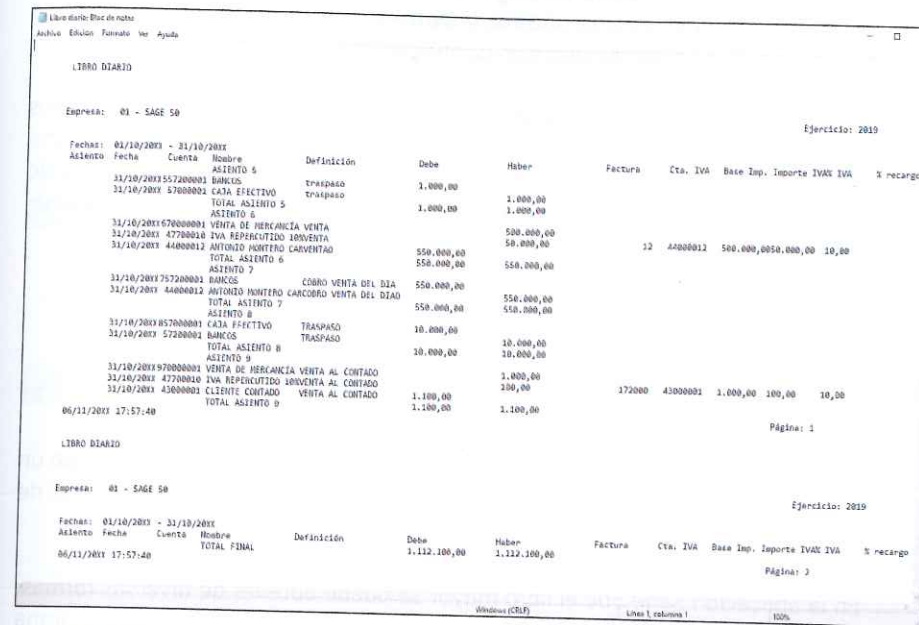 Libro diario: Bloc de notas
Archivo Edición Formato Ver Ayuda
LIBRO DIARIO
Empresa: 01 - SAGE 50
Ejercicio: 2019
Fechas: 01/10/20XX - 31/10/20XX
Asiento Fecha Cuenta Nombre Definición Debe Haber Factura Cta. IVA Base Imp. Importe IVA% IVA % recargo
ASIENTO 5
31/10/20XX 557200001 BANCOS traspaso 1.000,00
31/10/20XX 57000001 CAJA EFECTIVO traspaso 1.000,00
TOTAL ASIENTO 5 1.000,00 1.000,00
ASIENTO 6
31/10/20XX 670000001 VENTA DE MERCANCÍA VENTA 500.000,00
31/10/20XX 47700010 IVA REPERCUTIDO 10%VENTA 50.000,00
31/10/20XX 44000012 ANTONIO MONTERO CARVENTAO 550.000,00 12 44000012 500.000,0050.000,00 10,00
TOTAL ASIENTO 6 550.000,00 550.000,00
ASIENTO 7
31/10/20XX 757200001 BANCOS COBRO VENTA DEL DIA 550.000,00
31/10/20XX 44000012 ANTONIO MONTERO CARCOBRO VENTA DEL DIAO 550.000,00
TOTAL ASIENTO 7 550.000,00 550.000,00
ASIENTO 8
31/10/20XX 857000001 CAJA EFECTIVO TRASPASO 10.000,00
31/10/20XX 57200001 BANCOS TRASPASO 10.000,00
TOTAL ASIENTO 8 10.000,00 10.000,00
ASIENTO 9
31/10/20XX 970000001 VENTA DE MERCANCÍA VENTA AL CONTADO 1.000,00
31/10/20XX 47700010 IVA REPERCUTIDO 10%VENTA AL CONTADO 100,00
31/10/20XX 43000001 CLIENTE CONTADO VENTA AL CONTADO 1.100,00 172000 43000001 1.000,00 100,00 10,00
TOTAL ASIENTO 9 1.100,00 1.100,00
06/11/20XX 17:57:40 Página: 1
LIBRO DIARIO
Empresa: 01 - SAGE 50
Ejercicio: 2019
Fechas: 01/10/20XX - 31/10/20XX
Asiento Fecha Cuenta Nombre Definición Debe Haber Factura Cta. IVA Base Imp. Importe IVA% IVA % recargo
TOTAL FINAL 1.112.100,00 1.112.100,00
06/11/20XX 17:57:40 Página: 2
Windows (CRLF) Línea 1, columna 1 100%